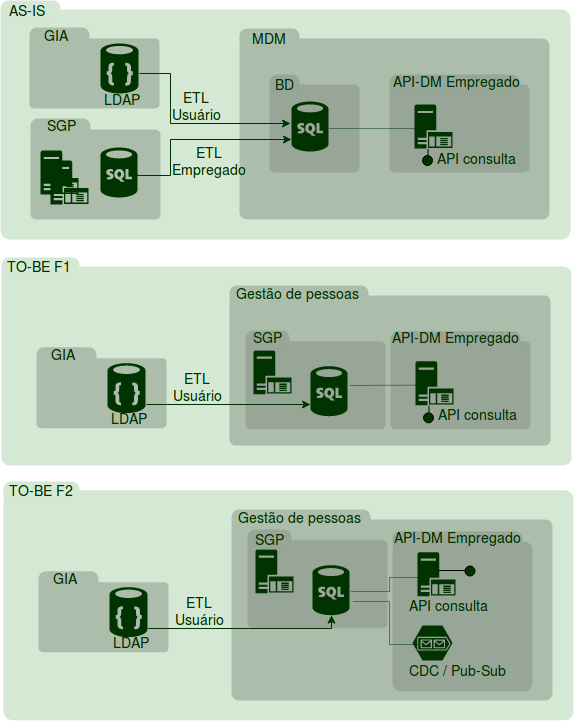 AS-IS
GIA
{ }
LDAP
ETL
Usuário
SGP
SQL
ETL
Empregado
MDM
BD
SQL
API-DM Empregado
API consulta
TO-BE F1
GIA
{ }
LDAP
ETL
Usuário
Gestão de pessoas
SGP
SQL
API-DM Empregado
API consulta
TO-BE F2
GIA
{ }
LDAP
ETL
Usuário
Gestão de pessoas
SGP
SQL
API-DM Empregado
API consulta
CDC / Pub-Sub